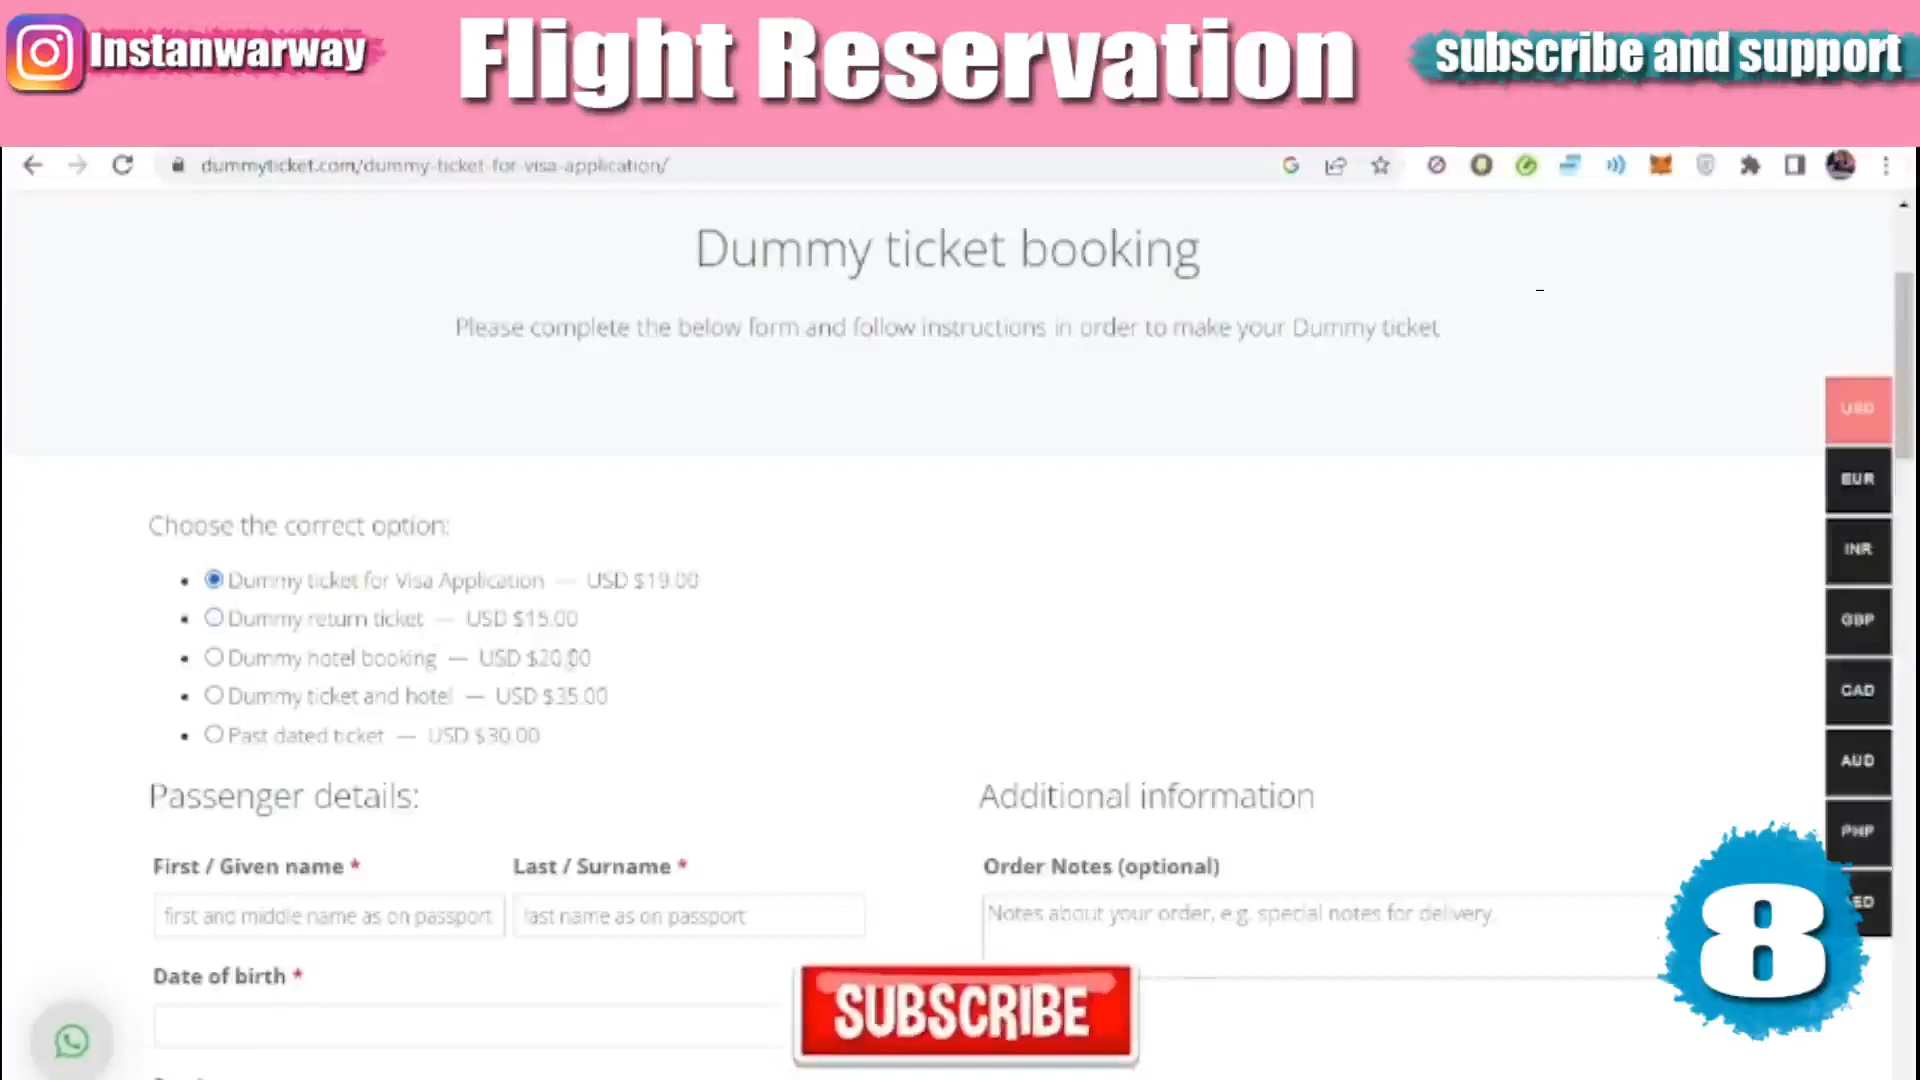 Instanwarway
Flight Reservation
subscribe and support
dummyticket.com/dummy-ticket-for-visa-application/
Dummy ticket booking
Please complete the below form and follow instructions in order to make your Dummy ticket
USD
EUR
INR
GBP
CAD
AUD
PHP
ED
Choose the correct option:
Dummy ticket for Visa Application — USD $19.00
Dummy return ticket — USD $15.00
Dummy hotel booking — USD $20.00
Dummy ticket and hotel — USD $35.00
Past dated ticket — USD $30.00
Passenger details:
First / Given name *
Last / Surname *
first and middle name as on passport
last name as on passport
Date of birth *
Additional information
Order Notes (optional)
Notes about your order, e.g. special notes for delivery.
SUBSCRIBE
8